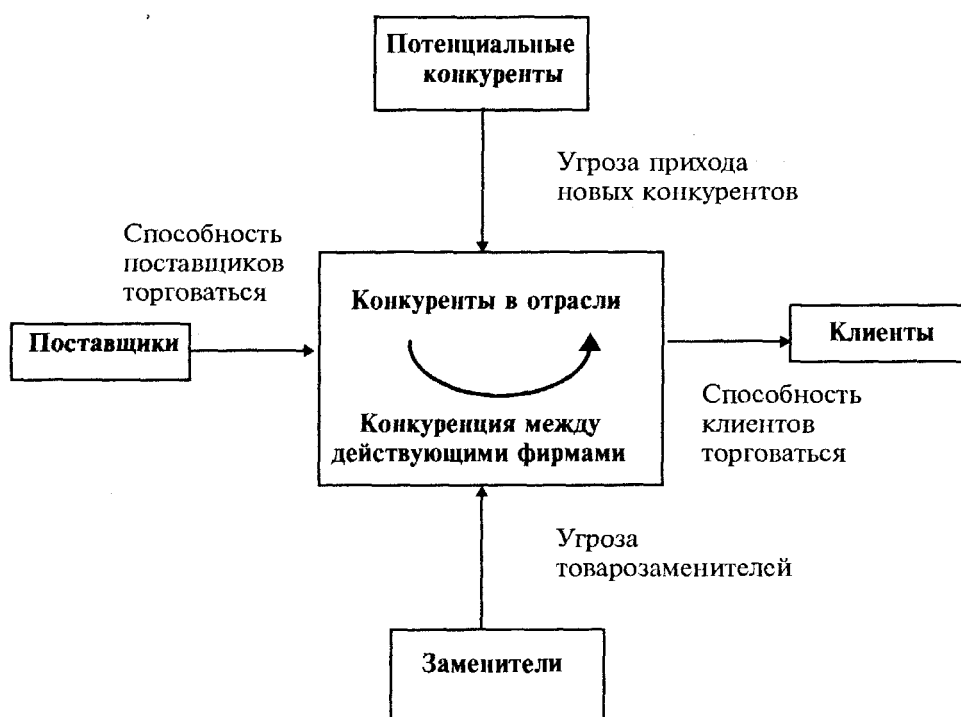 Потенциальные
конкуренты
Угроза прихода
новых конкурентов
Способность
поставщиков
торговаться
Поставщики
Конкуренты в отрасли
Конкуренция между
действующими фирмами
Клиенты
Способность
клиентов
торговаться
Угроза
товарозаменителей
Заменители